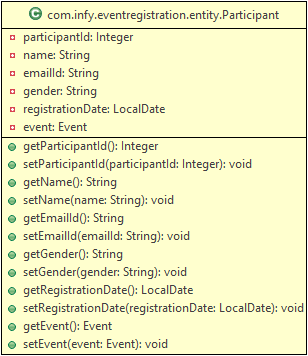 C com.infy.eventregistration.entity.Participant
participantId: Integer
name: String
emailId: String
gender: String
registrationDate: LocalDate
event: Event
getParticipantId(): Integer
setParticipantId(participantId: Integer): void
getName(): String
setName(name: String): void
getEmailId(): String
setEmailId(emailId: String): void
getGender(): String
setGender(gender: String): void
getRegistrationDate(): LocalDate
setRegistrationDate(registrationDate: LocalDate): void
getEvent(): Event
setEvent(event: Event): void